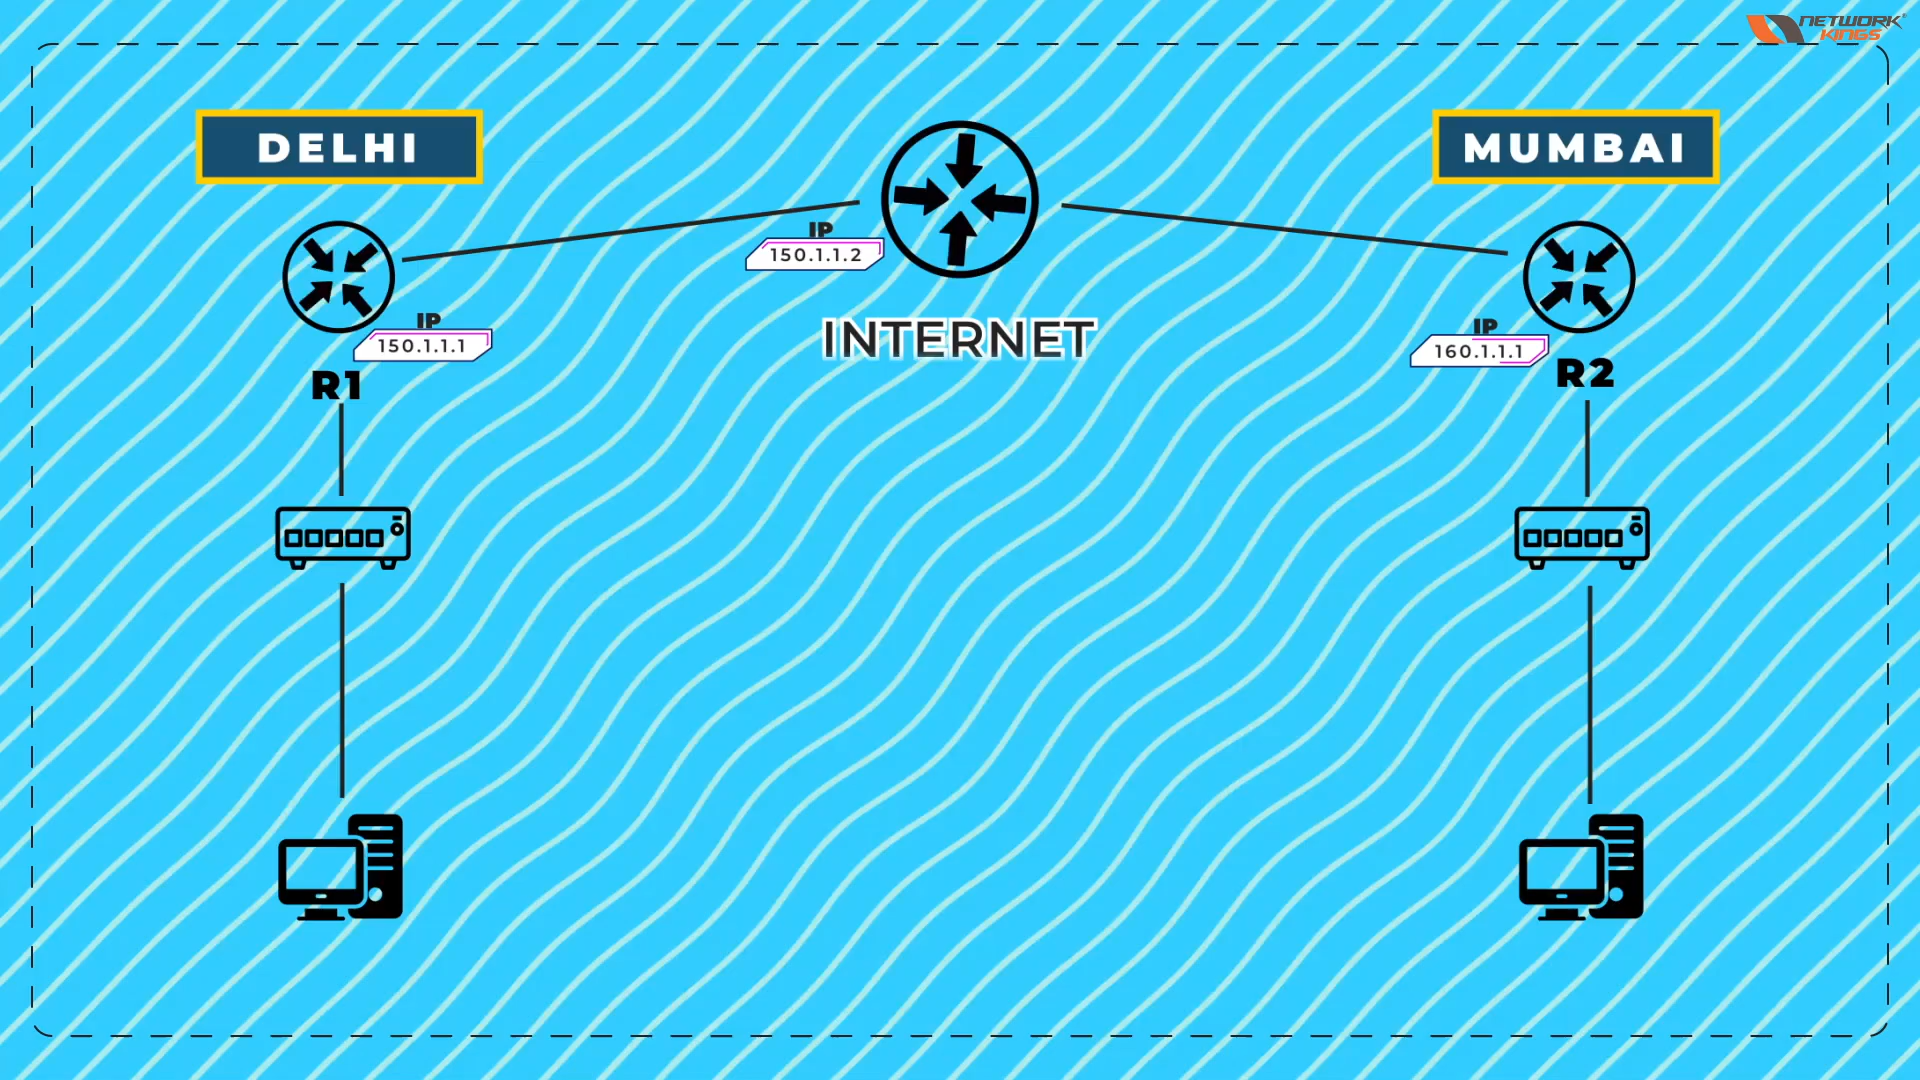 NETWORK
KINGS
DELHI
MUMBAI
IP
150.1.1.2
IP
150.1.1.1
INTERNET
IP
160.1.1.1
R1
R2